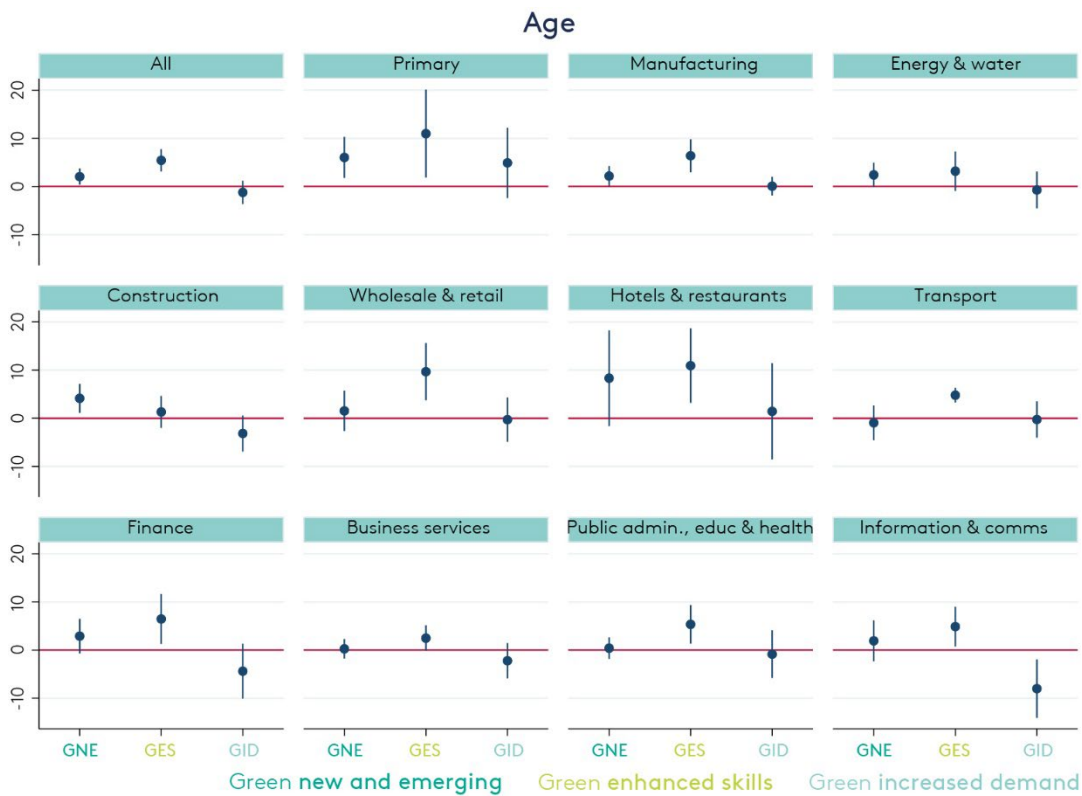 Age
All Primary Manufacturing Energy & water
20
10
0
-10
Construction Wholesale & retail Hotels & restaurants Transport
20
10
0
-10
Finance Business services Public admin., educ & health Information & comms
20
10
0
-10
GNE GES GID GNE GES GID GNE GES GID GNE GES GID
Green new and emerging Green enhanced skills Green increased demand